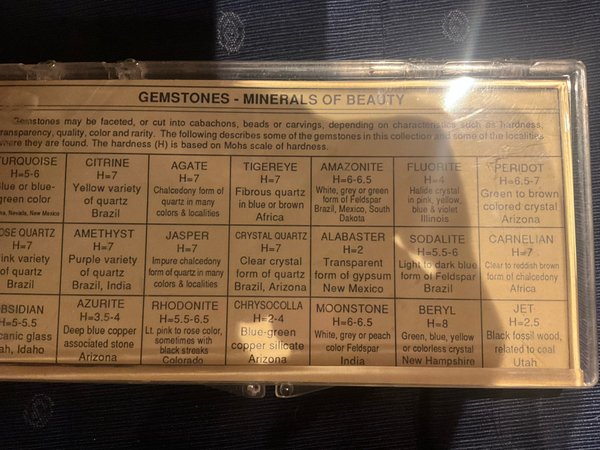 GEMSTONES - MINERALS OF BEAUTY
Gemstones may be faceted, or cut into cabachons, beads or carvings, depending on characteristics such as hardness,
transparency, quality, color and rarity. The following describes some of the gemstones in this collection and some of the localities
where they are found. The hardness (H) is based on Mohs scale of hardness.
TURQUOISE
H=5-6
lue or blue-
green color
na, Nevada, New Mexico
CITRINE
H=7
Yellow variety
of quartz
Brazil
AGATE
H=7
Chalcedony form of
quartz in many
colors & localities
TIGEREYE
H=7
Fibrous quartz
in blue or brown
Africa
AMAZONITE
H=6-6.5
White, grey or green
form of Feldspar
Brazil, Mexico, South
Dakota
FLUORITE
H=4
Halide crystal
in pink, yellow,
blue & violet
Illinois
PERIDOT
H=6.5-7
Green to brown
colored crystal
Arizona
OSE QUARTZ
H=7
ink variety
of quartz
Brazil
AMETHYST
H=7
Purple variety
of quartz
Brazil, India
JASPER
H=7
Impure chalcedony
form of quartz in many
colors & localities
CRYSTAL QUARTZ
H=7
Clear crystal
form of quartz
Brazil, Arizona
ALABASTER
H=2
Transparent
form of gypsum
New Mexico
SODALITE
H=5.5-6
Light to dark blue
form of Feldspar
Brazil
CARNELIAN
H=7
Clear to reddish brown
form of chalcedony
Africa
BSIDIAN
H=5-5.5
canic glass
ah, Idaho
AZURITE
H=3.5-4
Deep blue copper
associated stone
Arizona
RHODONITE
H=5.5-6.5
Lt. pink to rose color,
sometimes with
black streaks
Colorado
CHRYSOCOLLA
H=2-4
Blue-green
copper silicate
Arizona
MOONSTONE
H=6-6.5
White, grey or peach
color Feldspar
India
BERYL
H=8
Green, blue, yellow
or colorless crystal
New Hampshire
JET
H=2.5
Black fossil wood,
related to coal
Utah